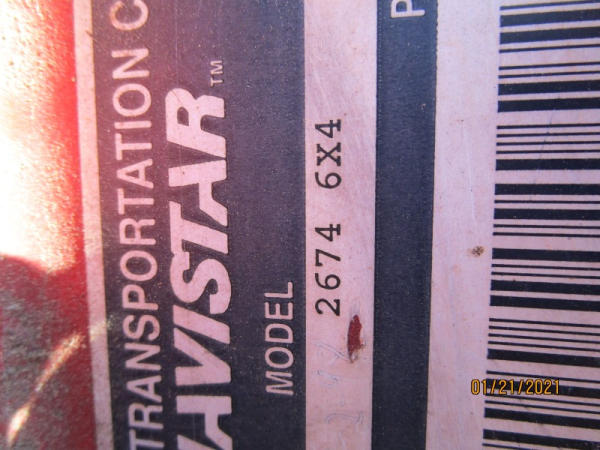 TRANSPORTATION C
AVISTAR™
MODEL
2674 6X4
P
01/21/2021